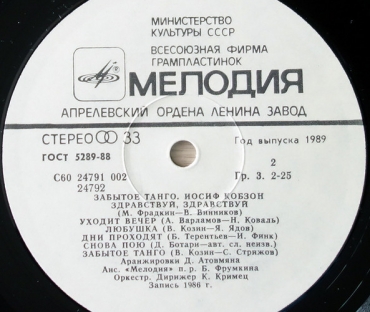 МИНИСТЕРСТВО
КУЛЬТУРЫ СССР
ВСЕСОЮЗНАЯ ФИРМА
ГРАМПЛАСТИНОК
МЕЛОДИЯ
АПРЕЛЕВСКИЙ ОРДЕНА ЛЕНИНА ЗАВОД
СТЕРЕО 33
Год выпуска 1989
ГОСТ 5289-88
2
С60 24791 002
Гр. 3. 2-25
24792
ЗАБЫТОЕ ТАНГО. ИОСИФ КОБЗОН
ЗДРАВСТВУЙ, ЗДРАВСТВУЙ
(М. Фрадкин—В. Винников)
УХОДИТ ВЕЧЕР (А. Варламов—Н. Коваль)
ЛЮБУШКА (В. Козин—Я. Ядов)
ДНИ ПРОХОДЯТ (Б. Терентьев—И. Финк)
СНОВА ПОЮ (Д. Ботари—авт. сл. неизв.)
ЗАБЫТОЕ ТАНГО (В. Козин—С. Стрижов)
Аранжировки Д. Атовмяна
Анс. «Мелодия» п р. Б. Фрумкина
Оркестр. Дирижер К. Кримец
Запись 1986 г.